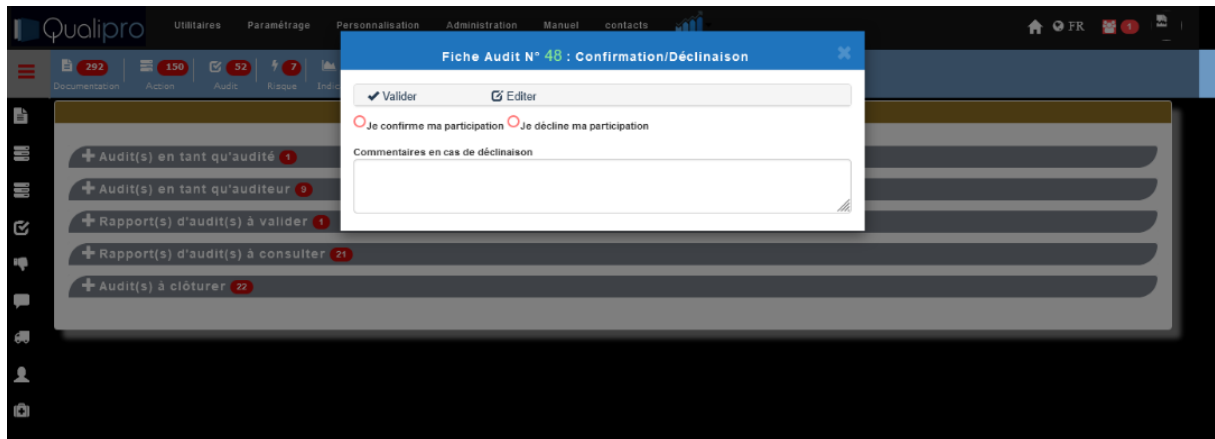 Qualipro
Utilitaires Paramétrage Personnalisation Administration Manuel contacts
FR 1
292 150 52 7
Documentation Action Audit Risque Indic
Fiche Audit N° 48 : Confirmation/Déclinaison
Valider Editer
Je confirme ma participation Je décline ma participation
Commentaires en cas de déclinaison
Audit(s) en tant qu'audité 1
Audit(s) en tant qu'auditeur 9
Rapport(s) d'audit(s) à valider 1
Rapport(s) d'audit(s) à consulter 21
Audit(s) à clôturer 22